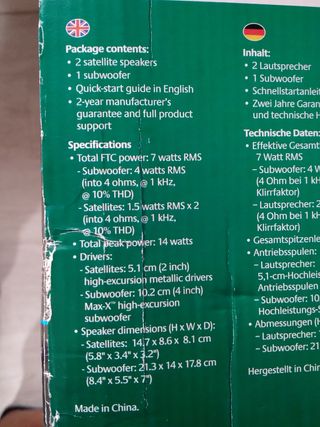 Package contents:
• 2 satellite speakers
• 1 subwoofer
• Quick-start guide in English
• 2-year manufacturer's
guarantee and full product
support
Specifications
• Total FTC power: 7 watts RMS
- Subwoofer: 4 watts RMS
(into 4 ohms, @ 1 kHz,
@ 10% THD)
- Satellites: 1.5 watts RMS x 2
(into 4 ohms, @ 1 kHz,
@ 10% THD)
• Total peak power: 14 watts
• Drivers:
- Satellites: 5.1 cm (2 inch)
high-excursion metallic drivers
- Subwoofer: 10.2 cm (4 inch)
Max-X™ high-excursion
subwoofer
• Speaker dimensions (H x W x D):
- Satellites: 14.7 x 8.6 x 8.1 cm
(5.8" x 3.4" x 3.2")
- Subwoofer: 21.3 x 14 x 17.8 cm
(8.4" x 5.5" x 7")
Made in China.
Inhalt:
• 2 Lautsprecher
• 1 Subwoofer
• Schnellstartanlei
• Zwei Jahre Garan
und technische H
Technische Daten:
• Effektive Gesamt
7 Watt RMS
– Subwoofer: 4 W
(4 Ohm bei 1 kH
Klirrfaktor)
– Lautsprecher: 
(4 Ohm bei 1 kH
Klirrfaktor)
• Gesamtspitzenle
• Antriebsspulen:
– Lautsprecher:
5,1-cm-Hochleis
Antriebsspulen
– Subwoofer: 10
Hochleistungs-S
• Abmessungen (H
– Lautsprecher:
– Subwoofer: 21
Hergestellt in Chin